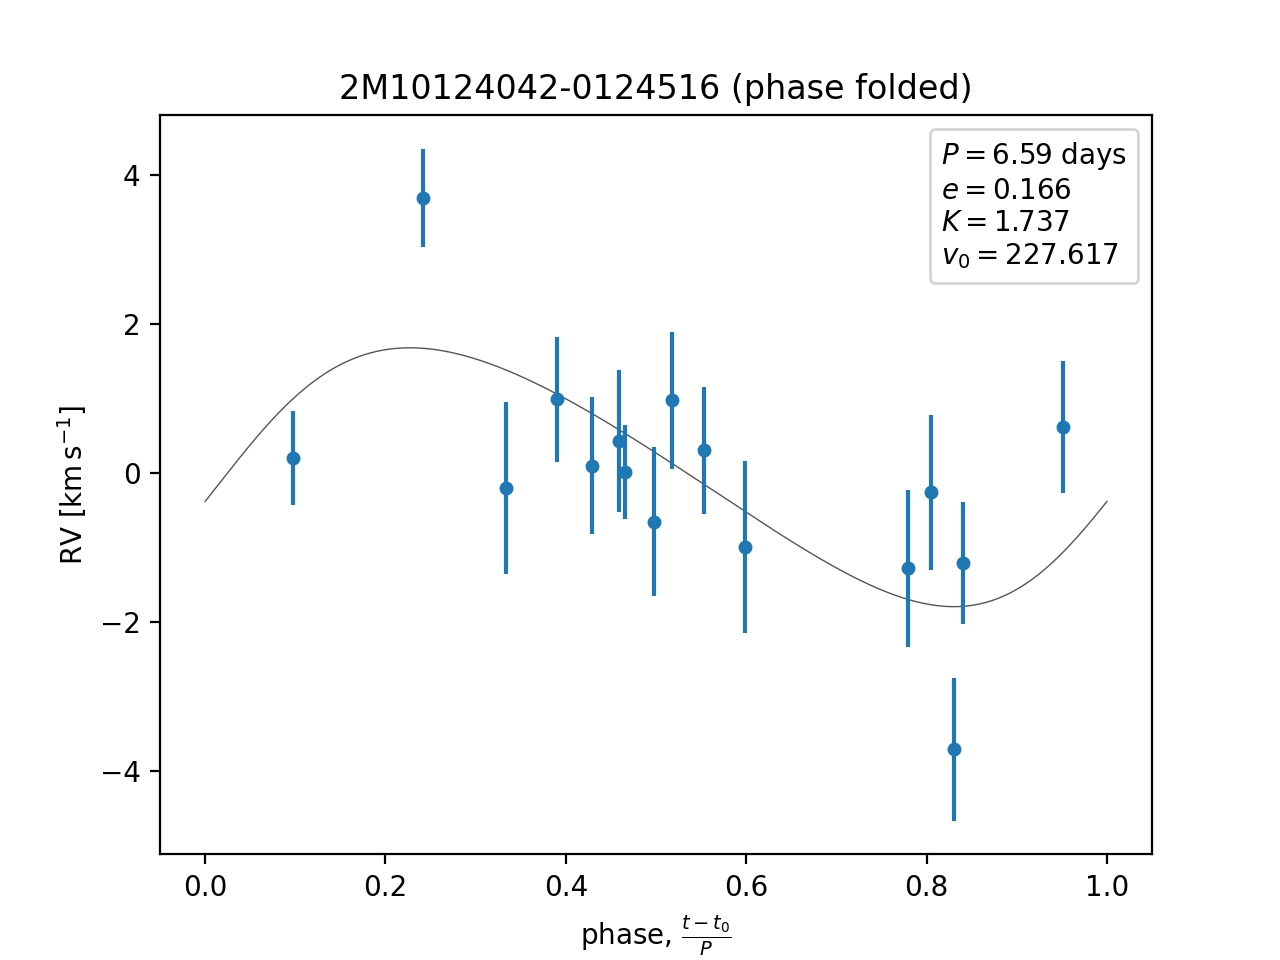 2M10124042-0124516 (phase folded)
P = 6.59 days
e = 0.166
K = 1.737
v₀ = 227.617
4
2
0
−2
−4
RV [km s⁻¹]
0.0 0.2 0.4 0.6 0.8 1.0
phase, (t − t₀)/P